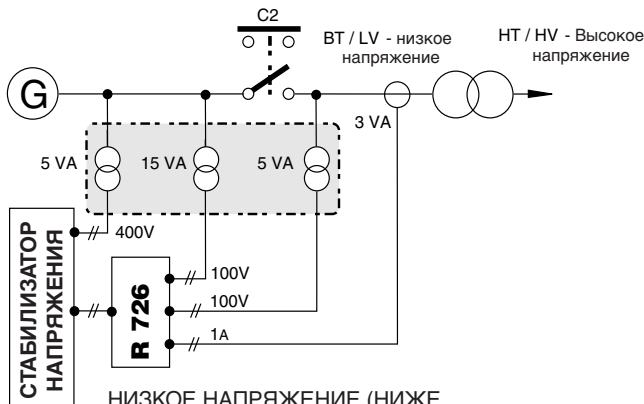 C2
BT / LV - низкое
напряжение
HT / HV - Высокое
напряжение
G
3 VA
5 VA
15 VA
5 VA
400V
СТАБИЛИЗАТОР
НАПРЯЖЕНИЯ
R 726
100V
100V
1A
НИЗКОЕ НАПРЯЖЕНИЕ (НИЖЕ